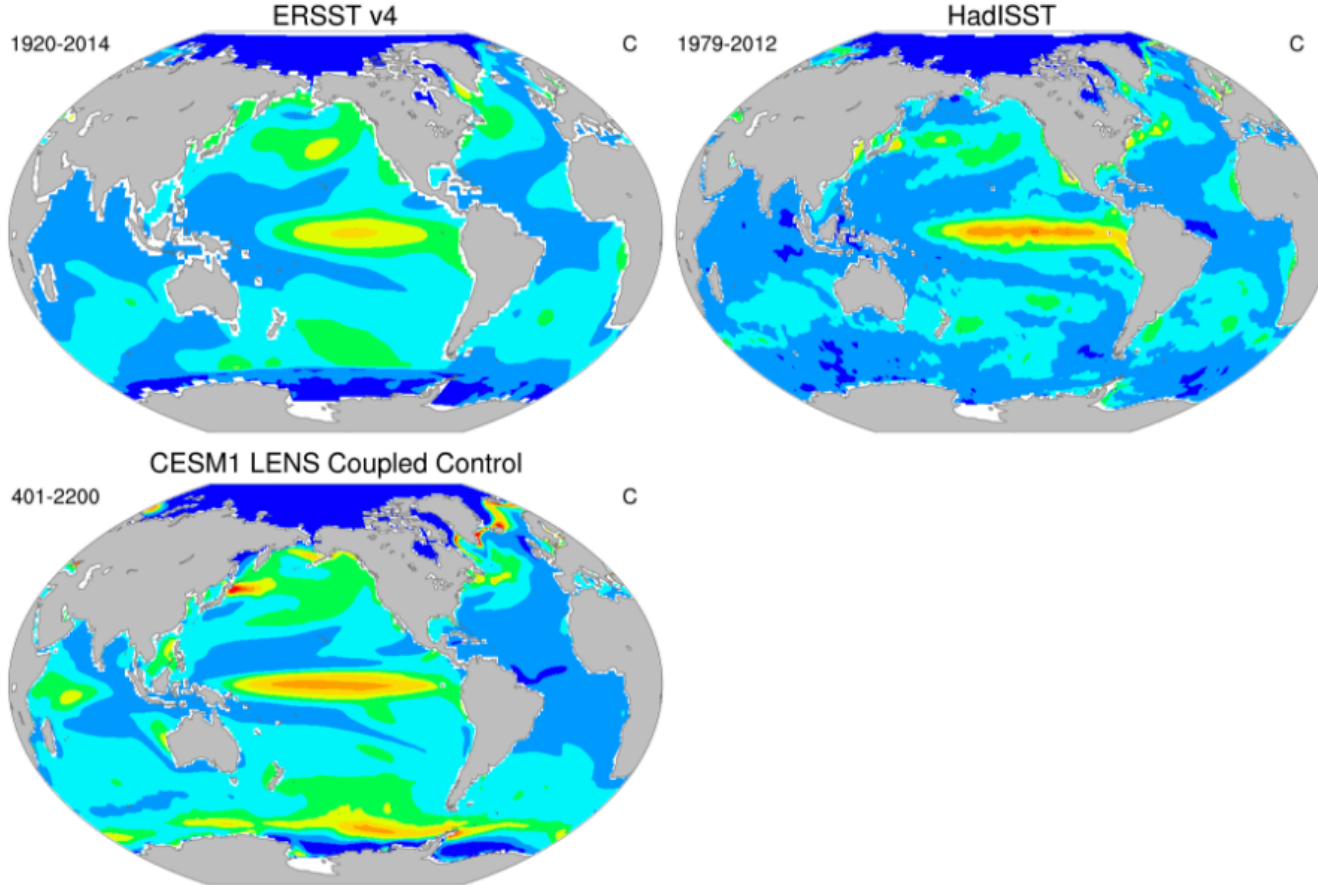 ERSST v4
1920-2014
C
HadISST
1979-2012
C
CESM1 LENS Coupled Control
401-2200
C